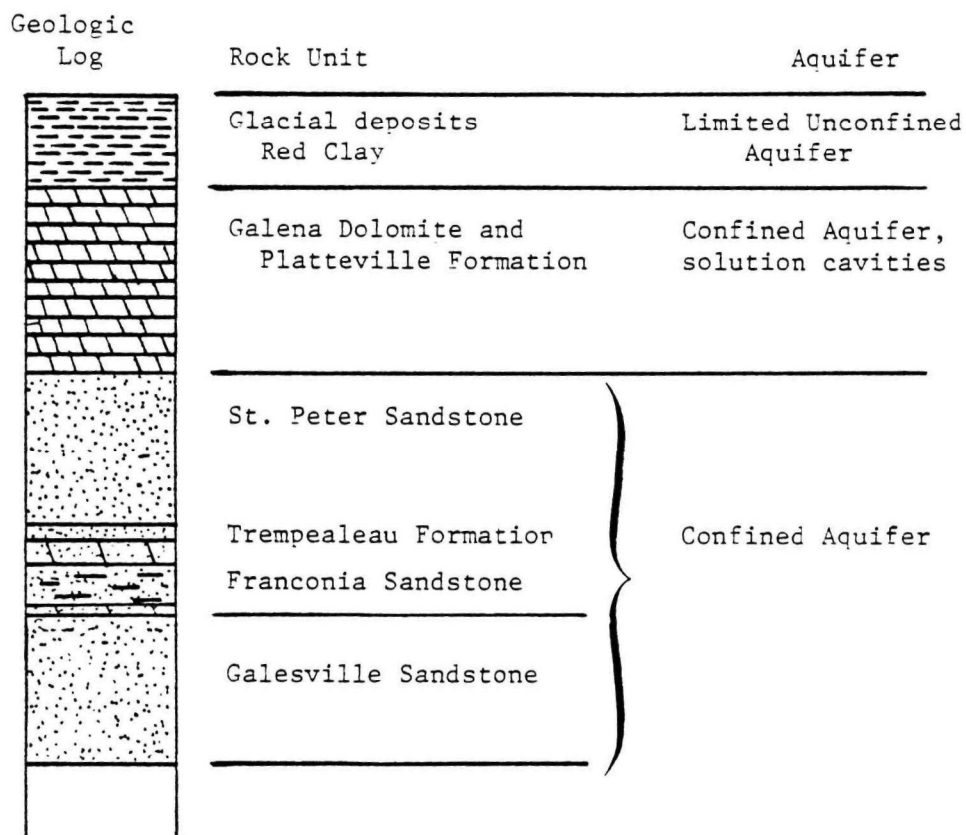 Geologic
Log
Rock Unit
Aquifer
Glacial deposits
Red Clay
Limited Unconfined
Aquifer
Galena Dolomite and
Platteville Formation
Confined Aquifer,
solution cavities
St. Peter Sandstone
Trempealeau Formation
Confined Aquifer
Franconia Sandstone
Galesville Sandstone